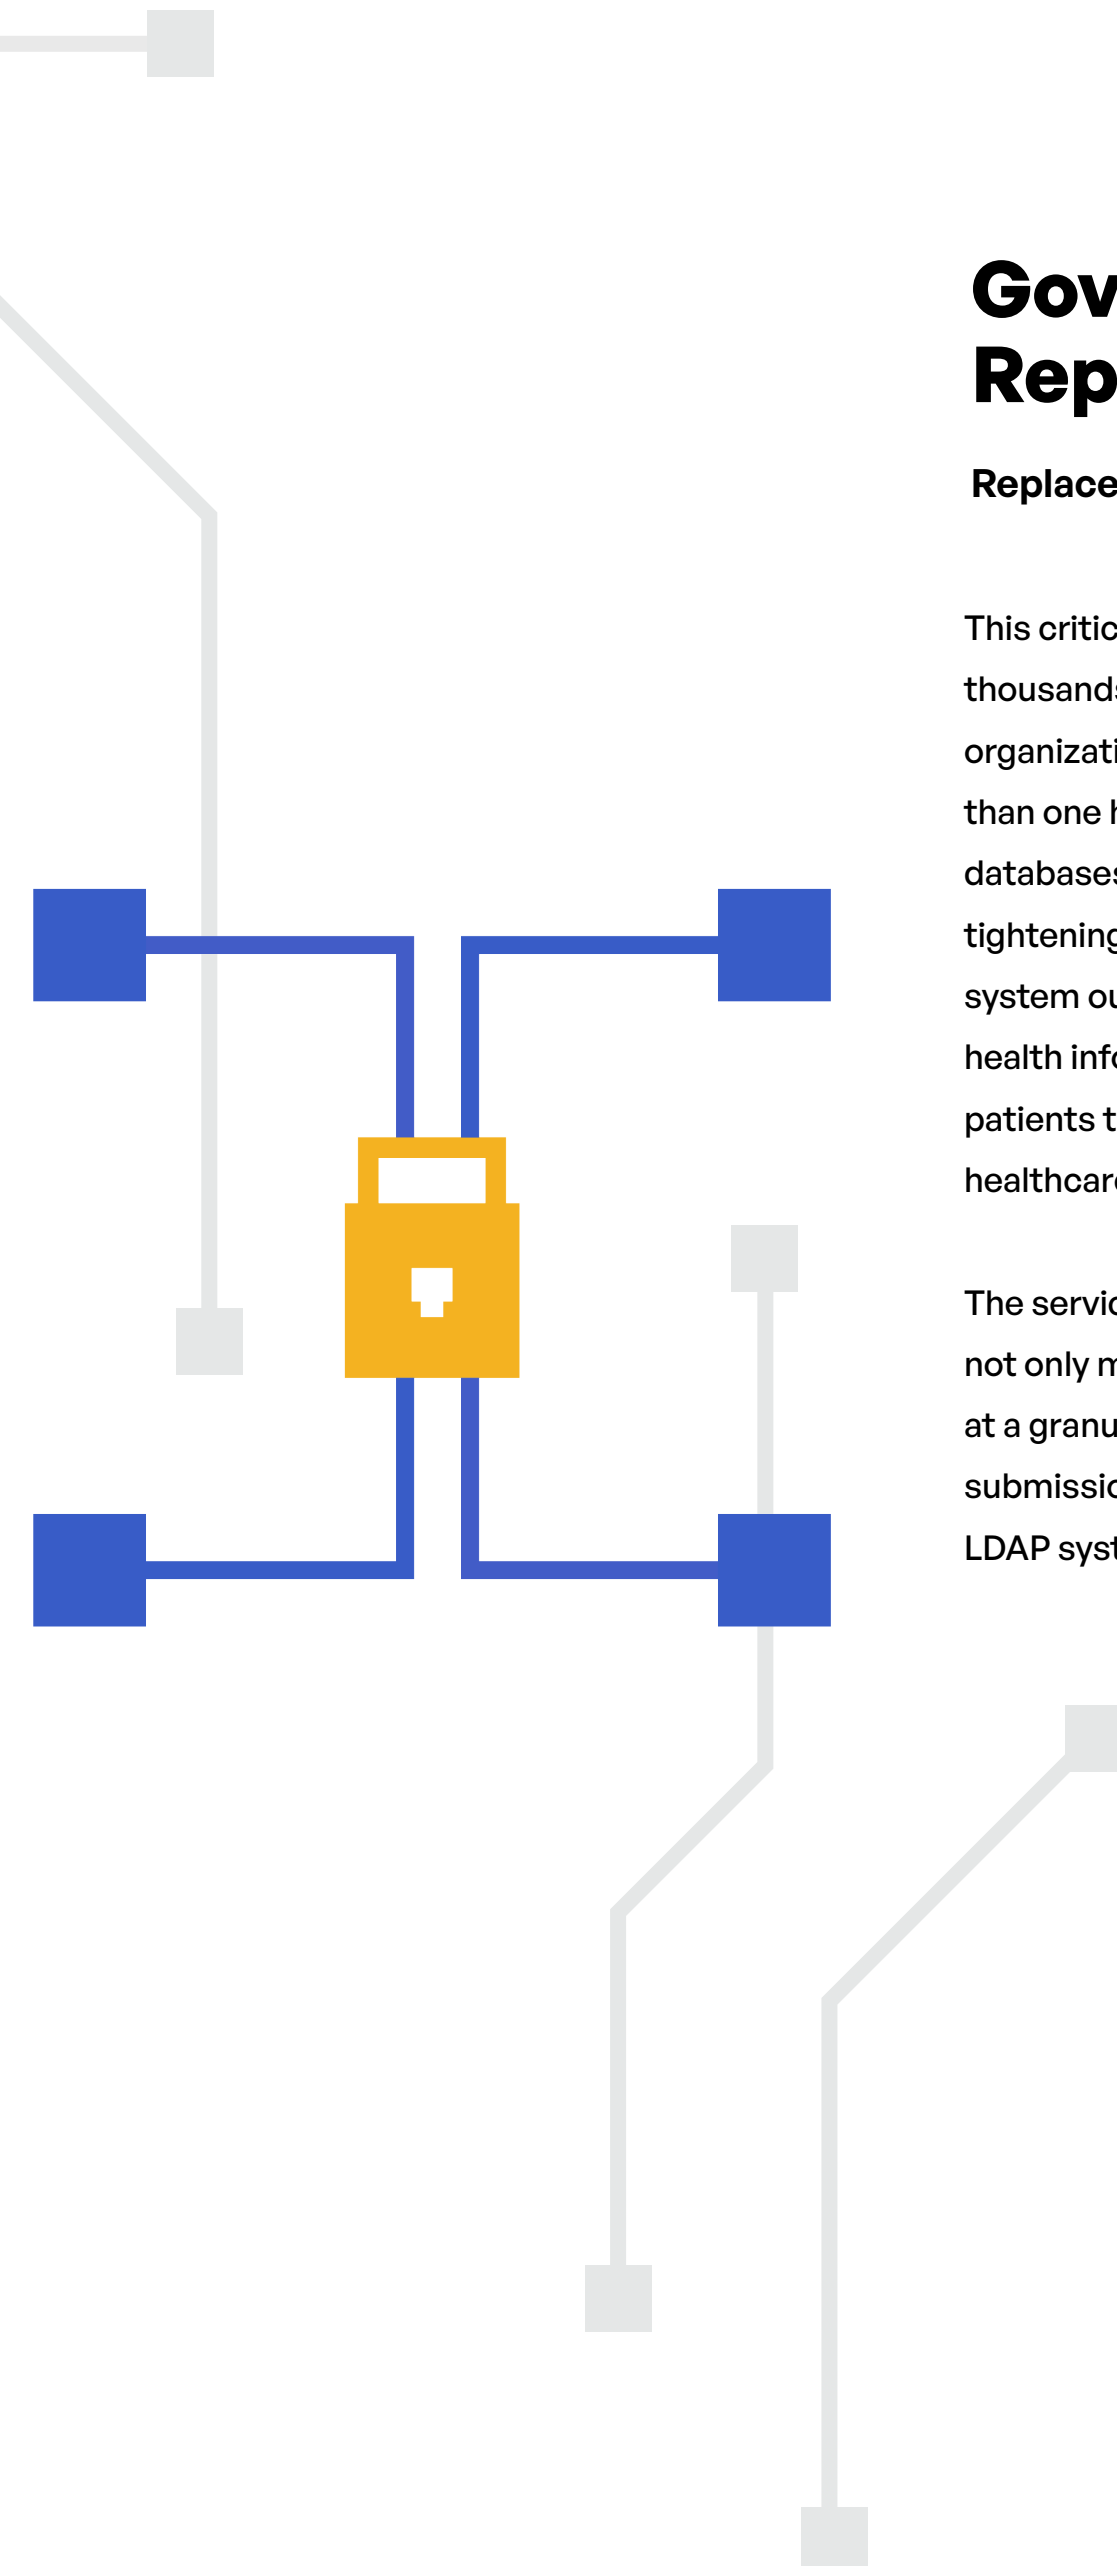 Gov
Rep
Replace
This critic
thousands
organizati
than one h
databases
tightening
system ou
health info
patients t
healthcare
The servic
not only m
at a granu
submissio
LDAP syst